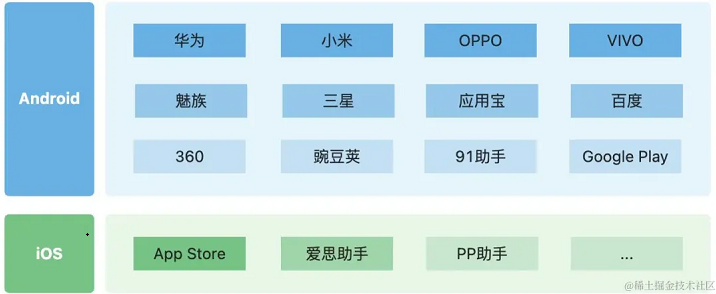 Android
华为 小米 OPPO VIVO
魅族 三星 应用宝 百度
360 豌豆荚 91助手 Google Play
iOS
App Store 爱思助手 PP助手 ...
@稀土掘金技术社区